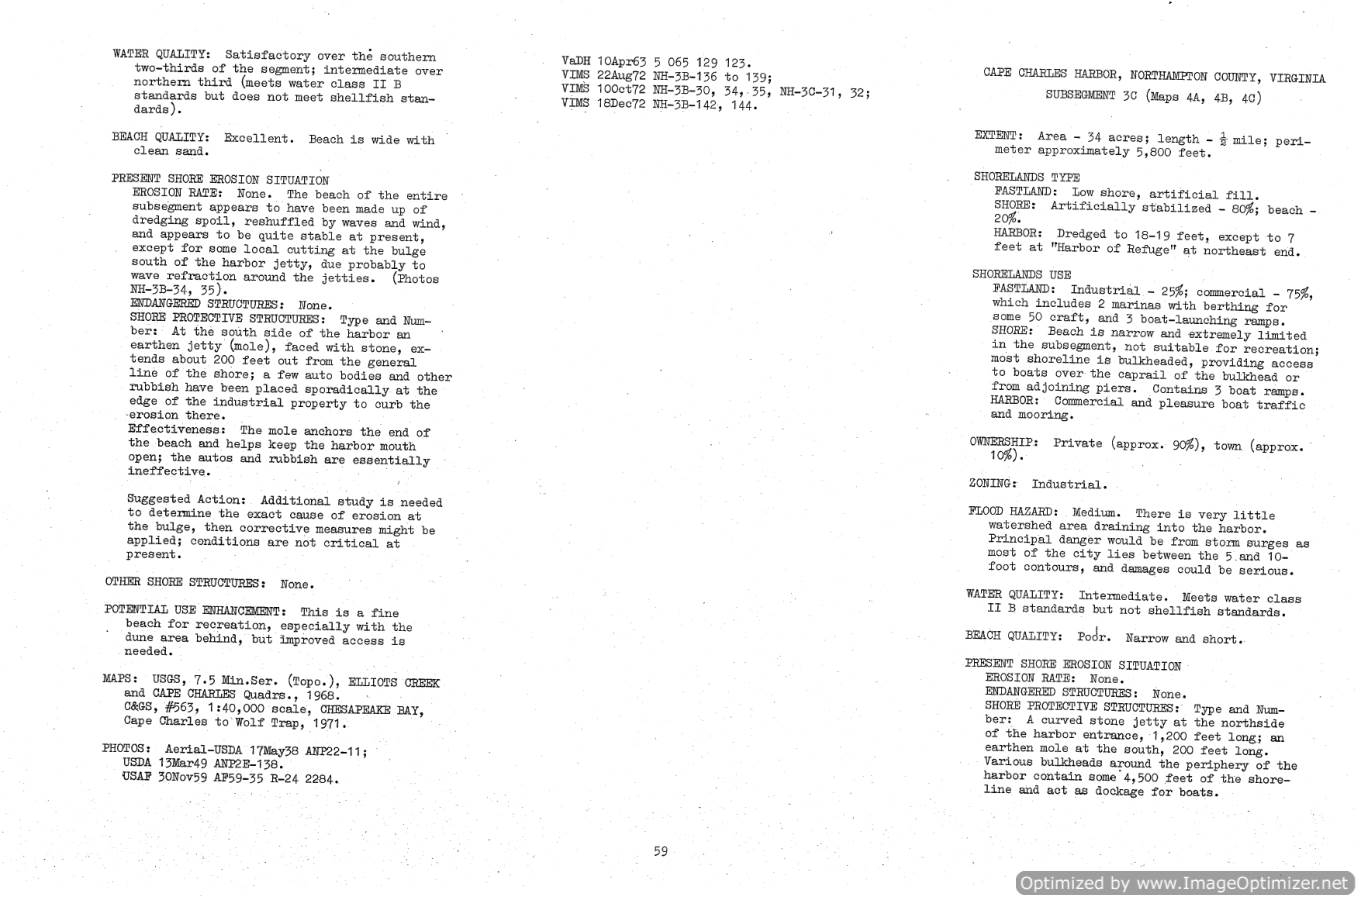 WATER QUALITY: Satisfactory over the southern
two-thirds of the segment; intermediate over
northern third (meets water class II B
standards but does not meet shellfish stan-
dards).
BEACH QUALITY: Excellent. Beach is wide with
clean sand.
PRESENT SHORE EROSION SITUATION
EROSION RATE: None. The beach of the entire
subsegment appears to have been made up of
dredging spoil, reshuffled by waves and wind,
and appears to be quite stable at present,
except for some local cutting at the bulge
south of the harbor jetty, due probably to
wave refraction around the jetties. (Photos
NH-3B-34, 35).
ENDANGERED STRUCTURES: None.
SHORE PROTECTIVE STRUCTURES: Type and Num-
ber: At the south side of the harbor an
earthen jetty (mole), faced with stone, ex-
tends about 200 feet out from the general
line of the shore; a few auto bodies and other
rubbish have been placed sporadically at the
edge of the industrial property to curb the
erosion there.
Effectiveness: The mole anchors the end of
the beach and helps keep the harbor mouth
open; the autos and rubbish are essentially
ineffective.
Suggested Action: Additional study is needed
to determine the exact cause of erosion at
the bulge, then corrective measures might be
applied; conditions are not critical at
present.
OTHER SHORE STRUCTURES: None.
POTENTIAL USE ENHANCEMENT: This is a fine
beach for recreation, especially with the
dune area behind, but improved access is
needed.
MAPS: USGS, 7.5 Min.Ser. (Topo.), ELLIOTS CREEK
and CAPE CHARLES Quadrs., 1968.
C&GS, #563, 1:40,000 scale, CHESAPEAKE BAY,
Cape Charles to Wolf Trap, 1971.
PHOTOS: Aerial-USDA 17May38 ANP22-11;
USDA 13Mar49 ANP2E-138.
USAF 30Nov59 AF59-35 R-24 2284.
VaDH 10Apr63 5 065 129 123.
VIMS 22Aug72 NH-3B-136 to 139;
VIMS 10Oct72 NH-3B-30, 34, 35, NH-3C-31, 32;
VIMS 18Dec72 NH-3B-142, 144.
CAPE CHARLES HARBOR, NORTHAMPTON COUNTY, VIRGINIA
SUBSEGMENT 3C (Maps 4A, 4B, 4C)
EXTENT: Area - 34 acres; length - ½ mile; peri-
meter approximately 5,800 feet.
SHORELANDS TYPE
FASTLAND: Low shore, artificial fill.
SHORE: Artificially stabilized - 80%; beach -
20%.
HARBOR: Dredged to 18-19 feet, except to 7
feet at "Harbor of Refuge" at northeast end.
SHORELANDS USE
FASTLAND: Industrial - 25%; commercial - 75%,
which includes 2 marinas with berthing for
some 50 craft, and 3 boat-launching ramps.
SHORE: Beach is narrow and extremely limited
in the subsegment, not suitable for recreation;
most shoreline is bulkheaded, providing access
to boats over the caprail of the bulkhead or
from adjoining piers. Contains 3 boat ramps.
HARBOR: Commercial and pleasure boat traffic
and mooring.
OWNERSHIP: Private (approx. 90%), town (approx.
10%).
ZONING: Industrial.
FLOOD HAZARD: Medium. There is very little
watershed area draining into the harbor.
Principal danger would be from storm surges as
most of the city lies between the 5 and 10-
foot contours, and damages could be serious.
WATER QUALITY: Intermediate. Meets water class
II B standards but not shellfish standards.
BEACH QUALITY: Poor. Narrow and short.
PRESENT SHORE EROSION SITUATION
EROSION RATE: None.
ENDANGERED STRUCTURES: None.
SHORE PROTECTIVE STRUCTURES: Type and Num-
ber: A curved stone jetty at the northside
of the harbor entrance, 1,200 feet long; an
earthen mole at the south, 200 feet long.
Various bulkheads around the periphery of the
harbor contain some 4,500 feet of the shore-
line and act as dockage for boats.
59
Optimized by www.ImageOptimizer.net